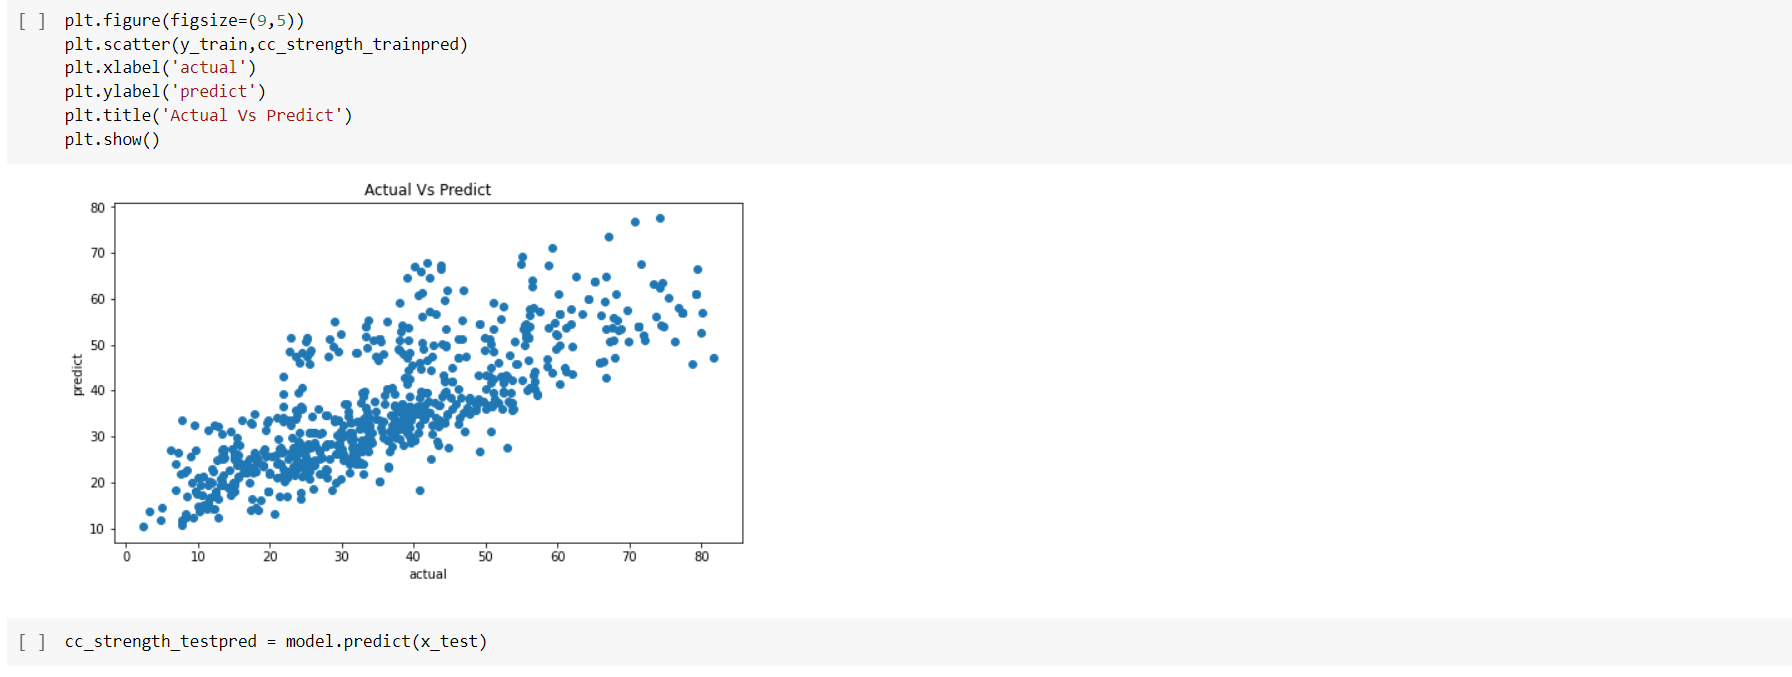 [ ] plt.figure(figsize=(9,5))
plt.scatter(y_train,cc_strength_trainpred)
plt.xlabel('actual')
plt.ylabel('predict')
plt.title('Actual Vs Predict')
plt.show()
Actual Vs Predict
80
70
60
50
40
30
20
10
predict
0 10 20 30 40 50 60 70 80
actual
[ ] cc_strength_testpred = model.predict(x_test)